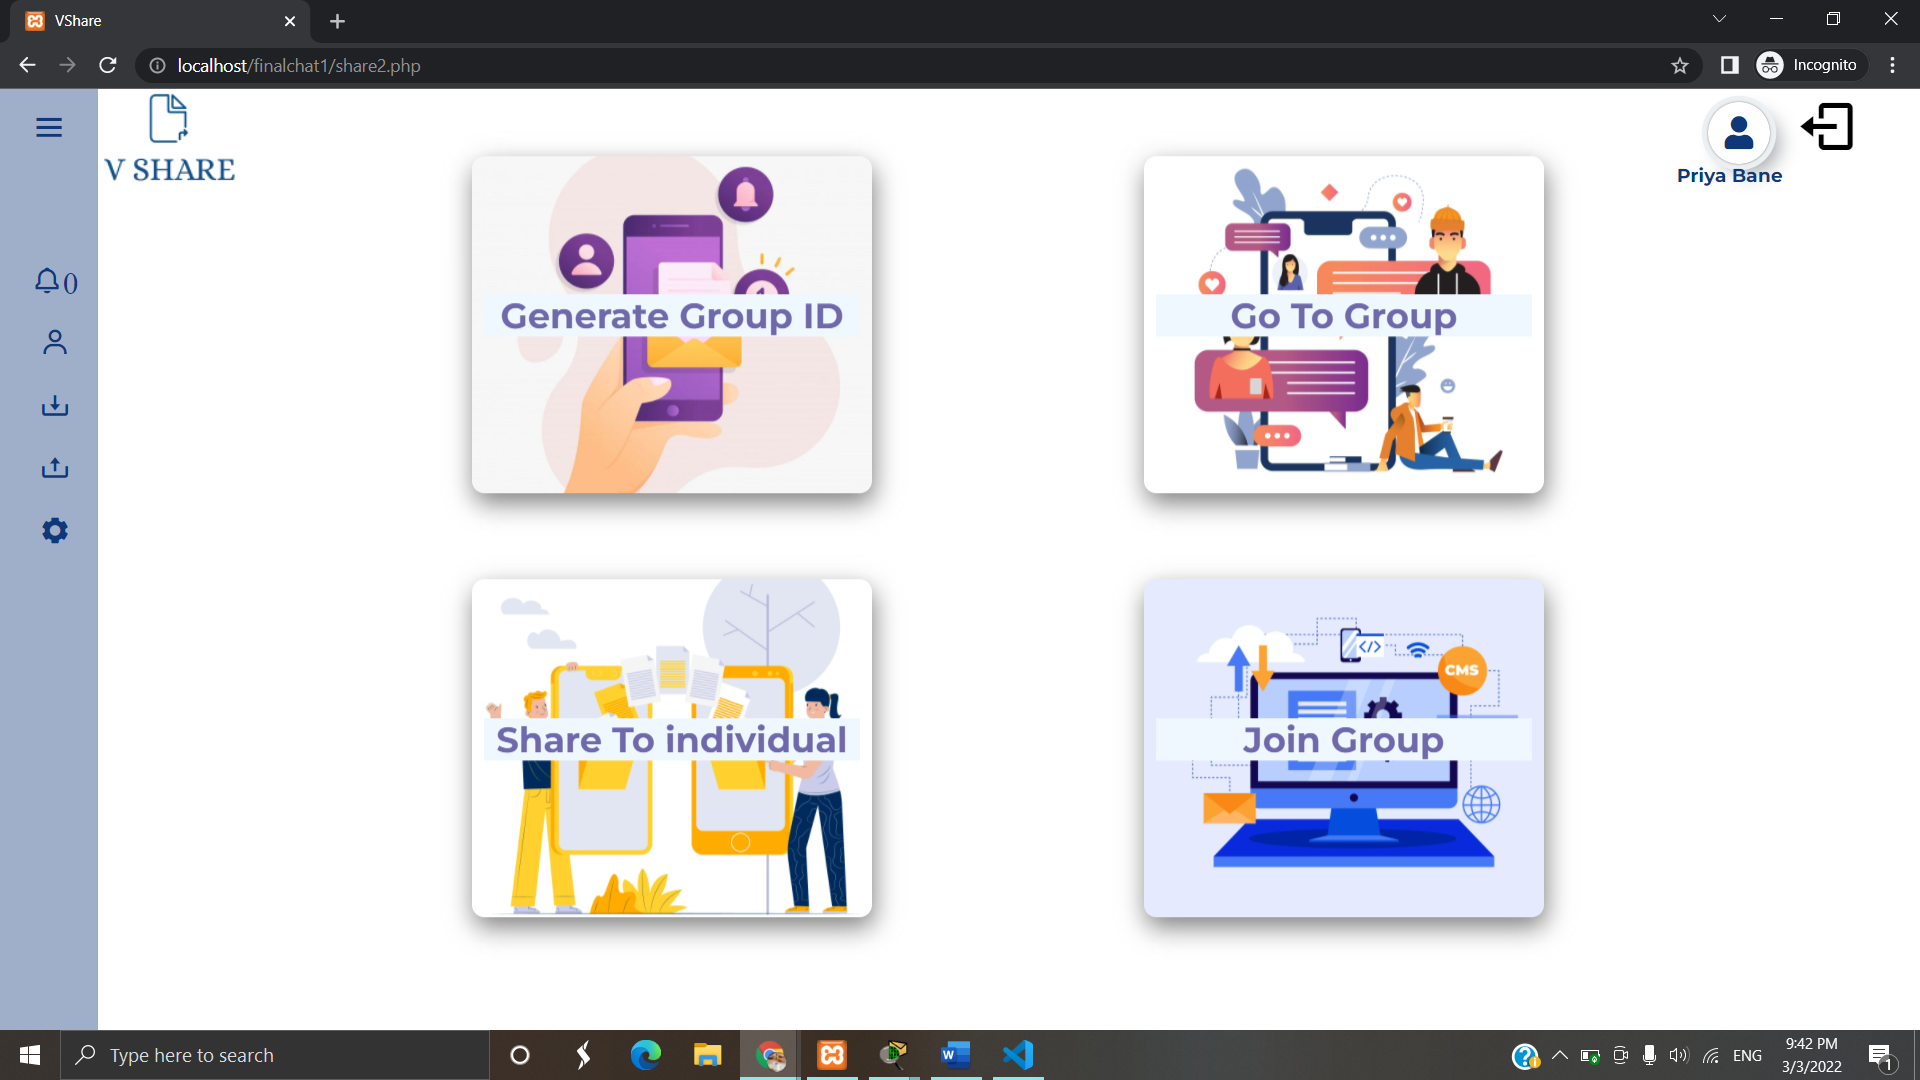 VShare
localhost/finalchat1/share2.php
Incognito
V SHARE
Priya Bane
0
Generate Group ID
Go To Group
CMS
</>
Share To individual
Join Group
Type here to search
W
ENG
9:42 PM
3/3/2022
1